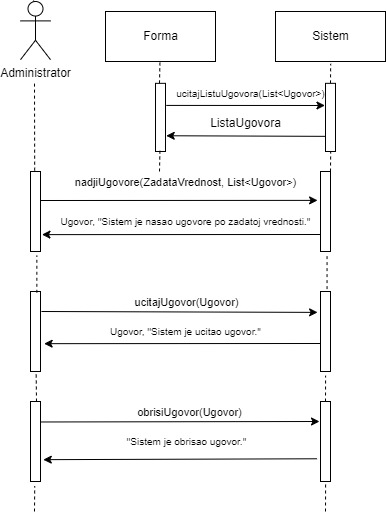 Forma
Sistem
Administrator
ucitajListuUgovora(List<Ugovor>)
ListaUgovora
nadjiUgovore(ZadataVrednost, List<Ugovor>)
Ugovor, "Sistem je nasao ugovore po zadatoj vrednosti."
ucitajUgovor(Ugovor)
Ugovor, "Sistem je ucitao ugovor."
obrisiUgovor(Ugovor)
"Sistem je obrisao ugovor."